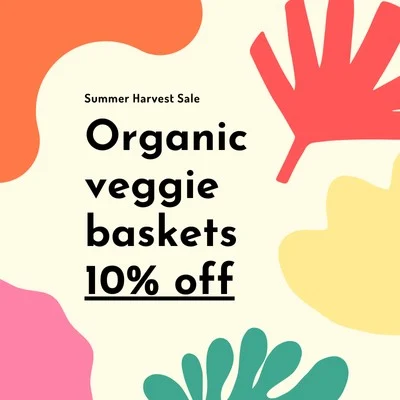 Summer Harvest Sale
Organic
veggie
baskets
10% off